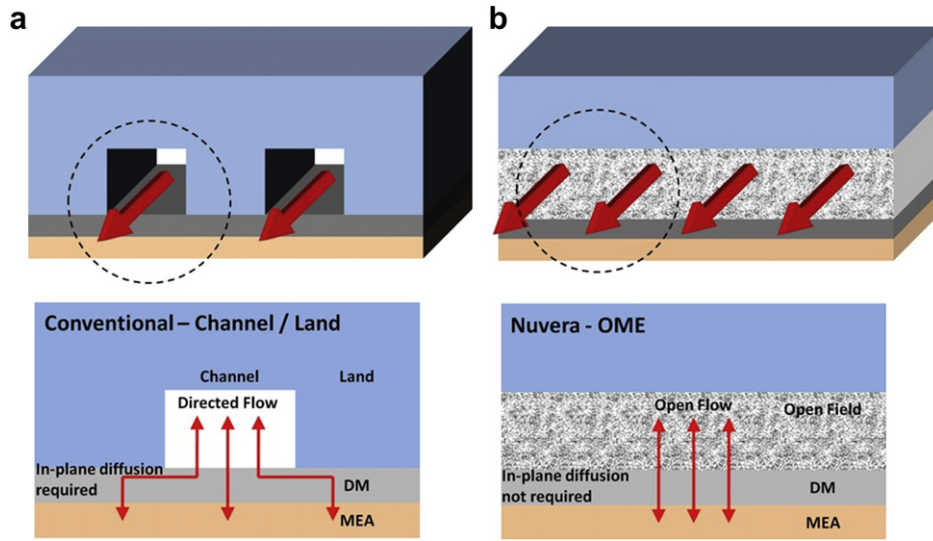 a
b
Conventional – Channel / Land
Channel
Land
Directed Flow
In-plane diffusion
required
DM
MEA
Nuvera - OME
Open Flow
Open Field
In-plane diffusion
not required
DM
MEA